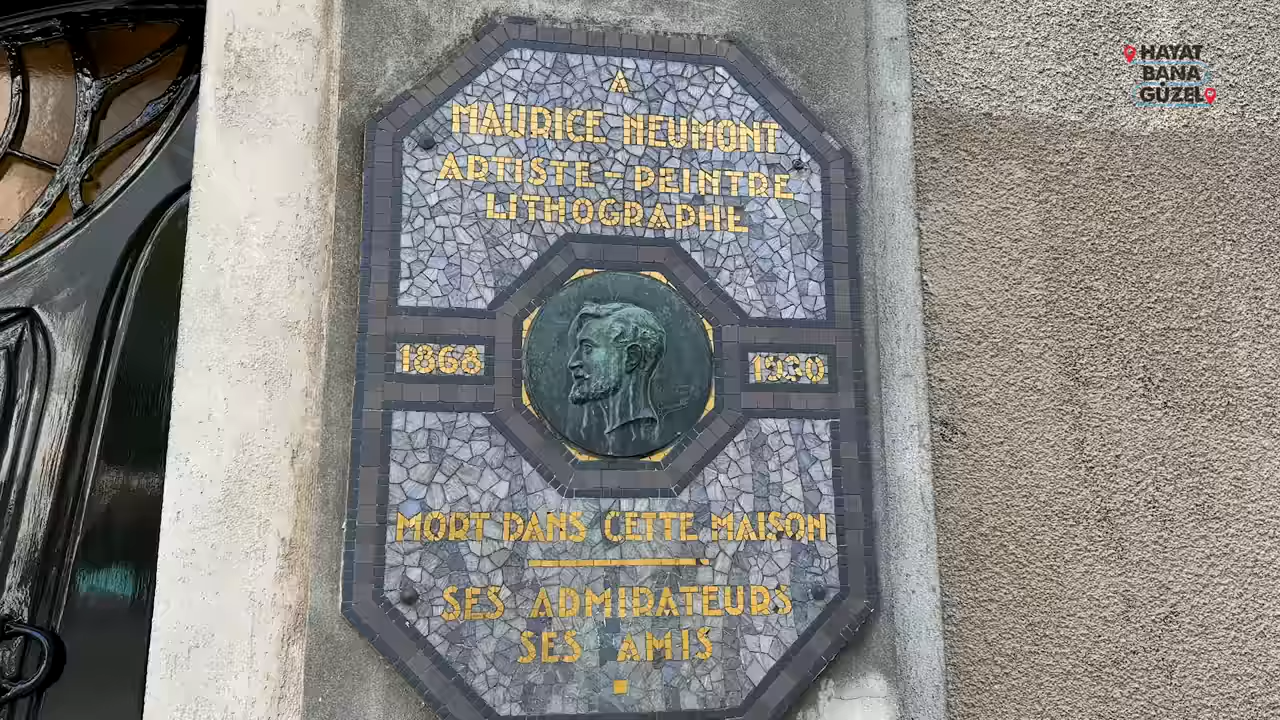 A
MAURICE NEUMONT
ARTISTE-PEINTRE
LITHOGRAPHE
1868
1930
MORT DANS CETTE MAISON
SES ADMIRATEURS
SES AMIS
HAYAT
BANA
GÜZEL